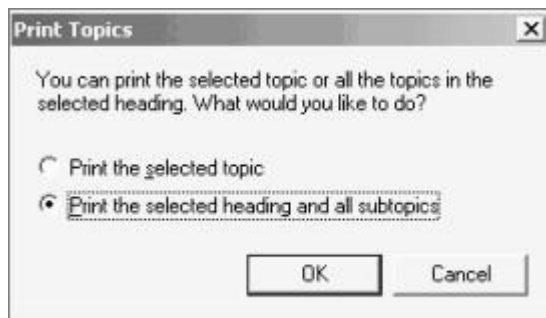 Print Topics
You can print the selected topic or all the topics in the
selected heading. What would you like to do?
Print the selected topic
Print the selected heading and all subtopics
OK Cancel